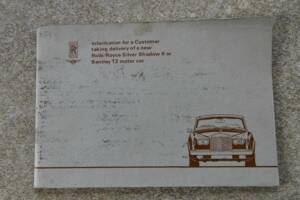 Information for a Customer
taking delivery of a new
Rolls-Royce Silver Shadow II or
Bentley T2 motor car